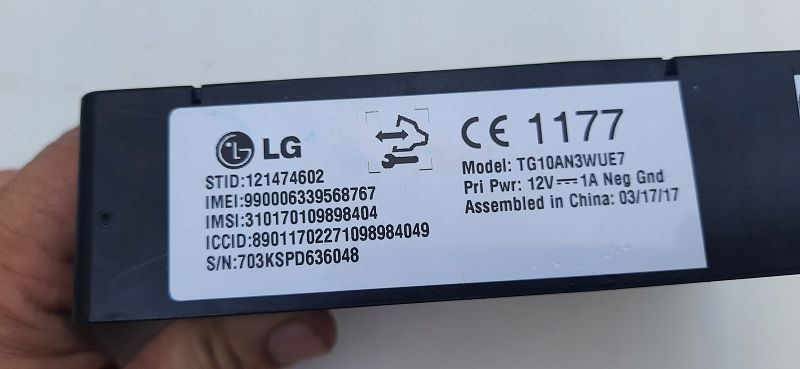 LG
STID:121474602
IMEI:990006339568767
IMSI:310170109898404
ICCID:89011702271098984049
S/N:703KSPD636048
CE 1177
Model: TG10AN3WUE7
Pri Pwr: 12V⎓1A Neg Gnd
Assembled in China: 03/17/17